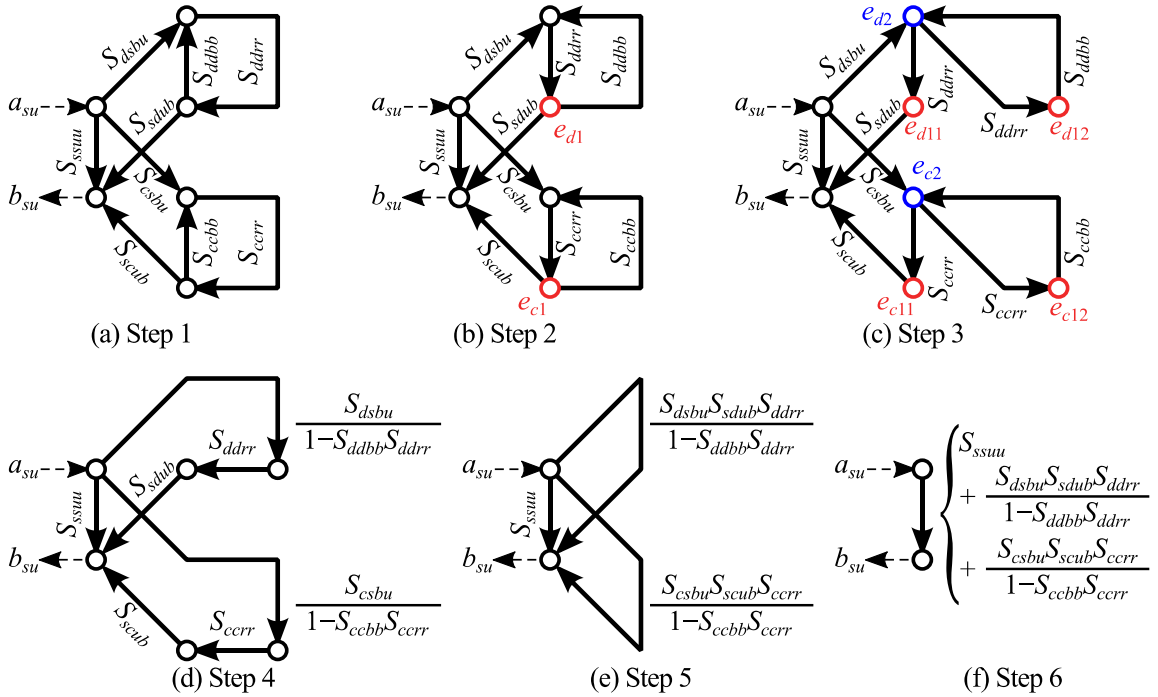 S_dsbu
S_ddbb
S_ddrr
a_su
S_sdub
S_ssuu
S_csbu
b_su
S_ccbb
S_ccrr
S_scub
(a) Step 1
S_dsbu
S_ddrr
S_ddbb
a_su
S_sdub
e_d1
S_ssuu
S_csbu
b_su
S_ccrr
S_ccbb
S_scub
e_c1
(b) Step 2
e_d2
S_dsbu
S_ddrr
S_ddbb
a_su
S_sdub
e_d11
S_ddrr
e_d12
S_ssuu
e_c2
S_csbu
b_su
S_ccbb
S_scub
S_ccrr
e_c11
S_ccrr
e_c12
(c) Step 3
S_dsbu
1−S_ddbb S_ddrr
S_ddrr
a_su
S_sdub
S_ssuu
b_su
S_scub
S_ccrr
S_csbu
1−S_ccbb S_ccrr
(d) Step 4
S_dsbu S_sdub S_ddrr
1−S_ddbb S_ddrr
a_su
S_ssuu
b_su
S_csbu S_scub S_ccrr
1−S_ccbb S_ccrr
(e) Step 5
a_su
b_su
S_ssuu
+ S_dsbu S_sdub S_ddrr
1−S_ddbb S_ddrr
+ S_csbu S_scub S_ccrr
1−S_ccbb S_ccrr
(f) Step 6